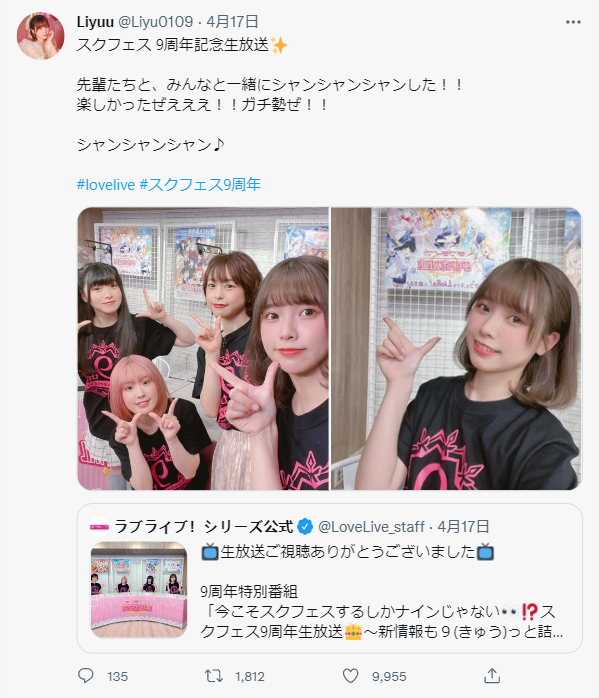 Liyuu @Liyu0109 · 4月17日
スクフェス 9周年記念生放送✨
先輩たちと、みんなと一緒にシャンシャンシャンした！！
楽しかったぜえええ！！ガチ勢ぜ！！
シャンシャンシャン♪
#lovelive #スクフェス9周年
ラブライブ！シリーズ公式 @LoveLive_staff · 4月17日
📺生放送ご視聴ありがとうございました📺
9周年特別番組
「今こそスクフェスするしかナインじゃない👀⁉️ス
クフェス9周年生放送👑～新情報も９(きゅう)っと詰...
135
1,812
9,955